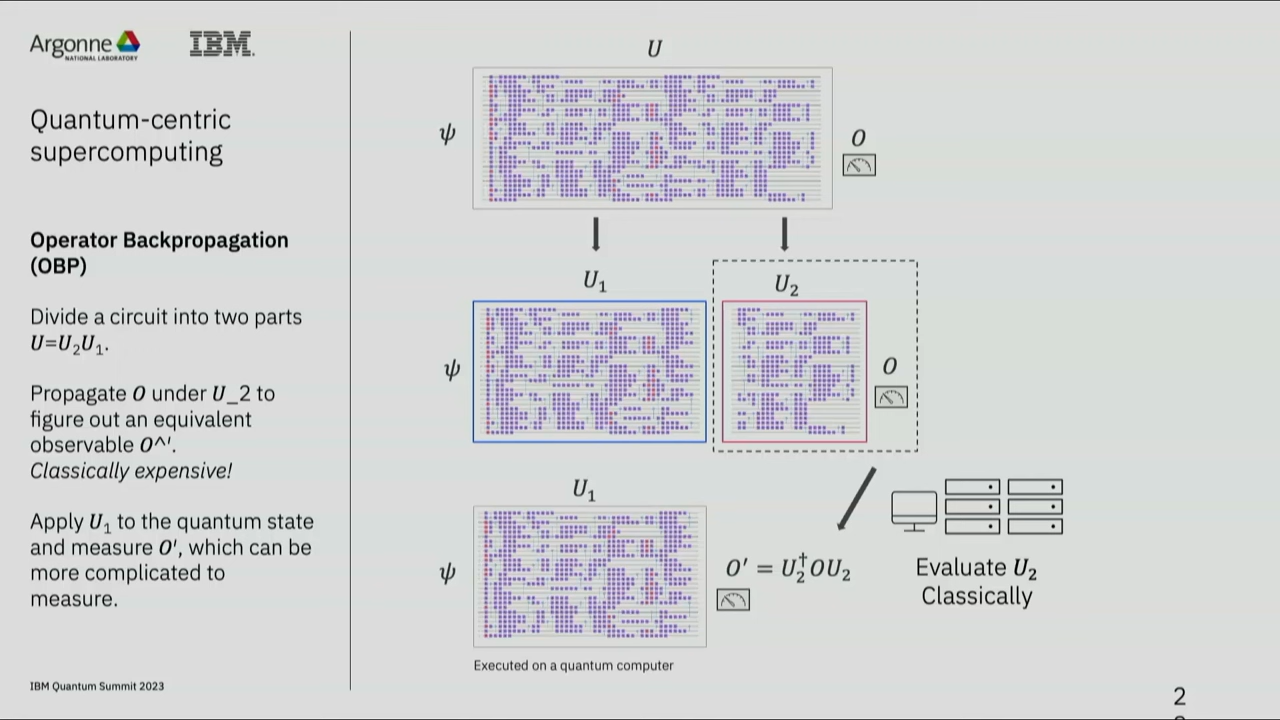 Argonne
NATIONAL LABORATORY
IBM
Quantum-centric
supercomputing
Operator Backpropagation
(OBP)
Divide a circuit into two parts
U=U₂U₁.
Propagate O under U_2 to
figure out an equivalent
observable O^'.
Classically expensive!
Apply U₁ to the quantum state
and measure O', which can be
more complicated to
measure.
IBM Quantum Summit 2023
U
ψ
O
U₁
U₂
ψ
O
U₁
ψ
O' = U₂†OU₂
Evaluate U₂
Classically
Executed on a quantum computer
2